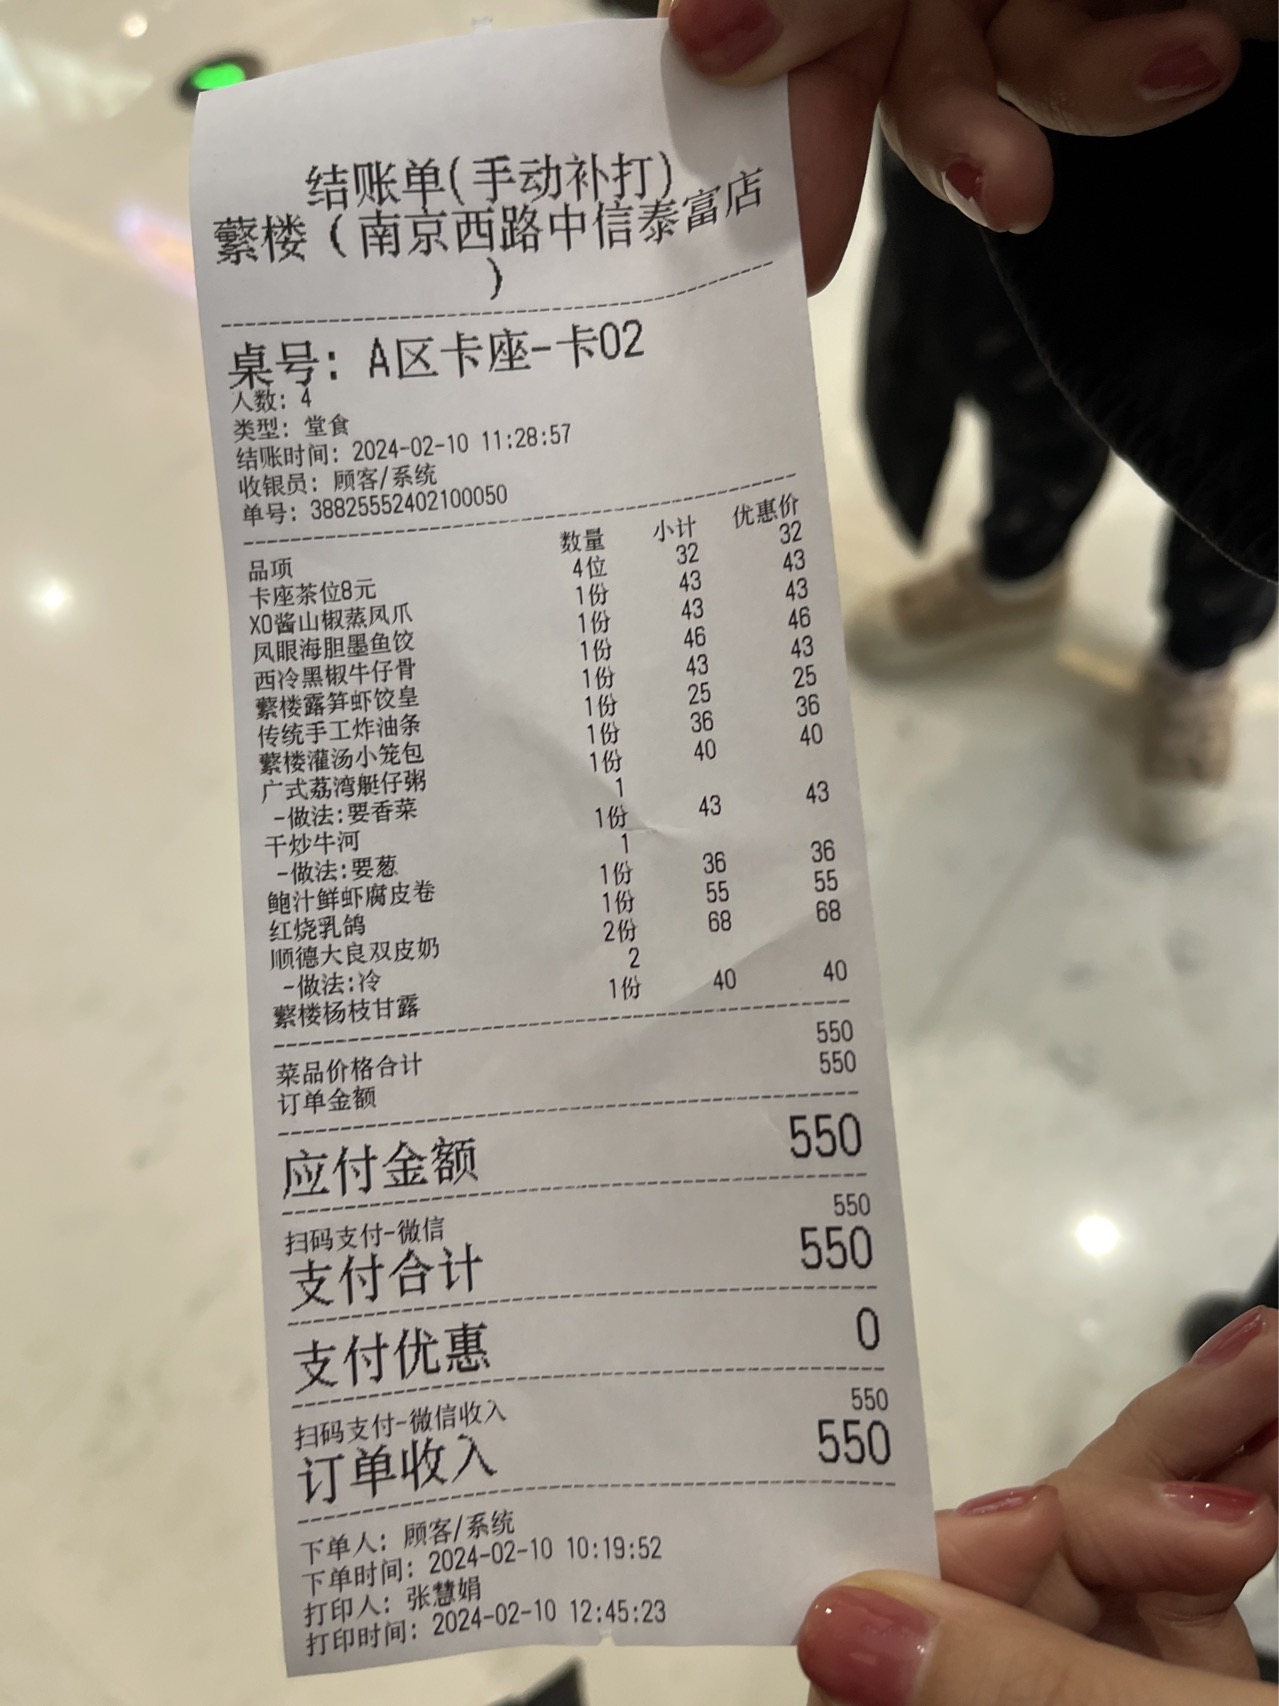 结账单(手动补打)
蘩楼(南京西路中信泰富店
)
桌号: A区卡座-卡02
人数: 4
类型: 堂食
结账时间: 2024-02-10 11:28:57
收银员: 顾客/系统
单号: 38825552402100050
品项 数量 小计 优惠价
卡座茶位8元 4位 32 32
XO酱山椒蒸凤爪 1份 43 43
凤眼海胆墨鱼饺 1份 43 43
西冷黑椒牛仔骨 1份 46 46
蘩楼露笋虾饺皇 1份 43 43
传统手工炸油条 1份 25 25
蘩楼灌汤小笼包 1份 36 36
广式荔湾艇仔粥 1份 40 40
-做法:要香菜 1
干炒牛河 1份 43 43
-做法:要葱 1
鲍汁鲜虾腐皮卷 1份 36 36
红烧乳鸽 1份 55 55
顺德大良双皮奶 2份 68 68
-做法:冷 2
蘩楼杨枝甘露 1份 40 40
菜品价格合计 550
订单金额 550
应付金额 550
扫码支付-微信 550
支付合计 550
支付优惠 0
扫码支付-微信收入 550
订单收入 550
下单人: 顾客/系统
下单时间: 2024-02-10 10:19:52
打印人: 张慧娟
打印时间: 2024-02-10 12:45:23